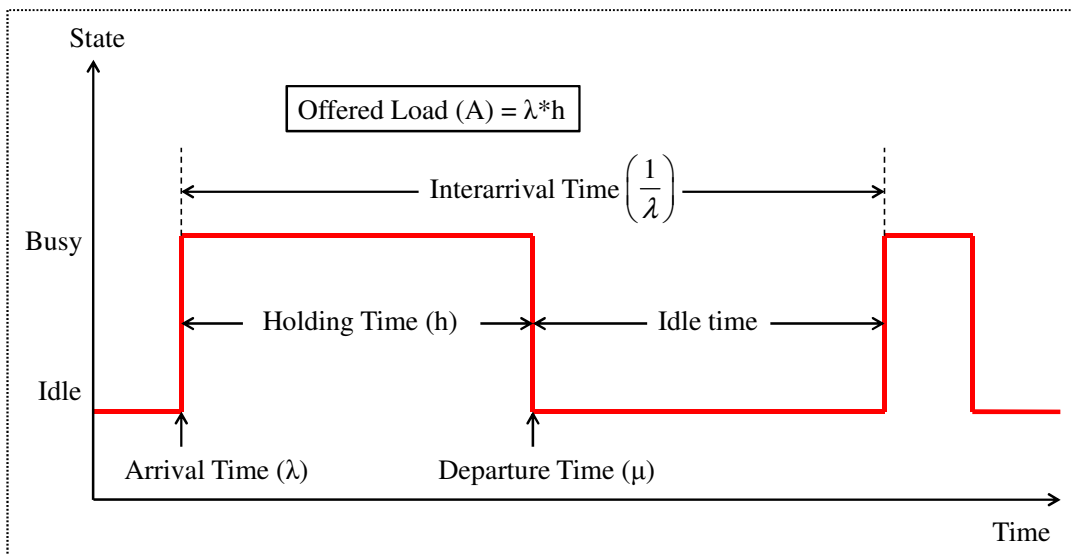 State
Offered Load (A) = λ*h
Interarrival Time (1/λ)
Busy
Holding Time (h)
Idle time
Idle
Arrival Time (λ)
Departure Time (μ)
Time